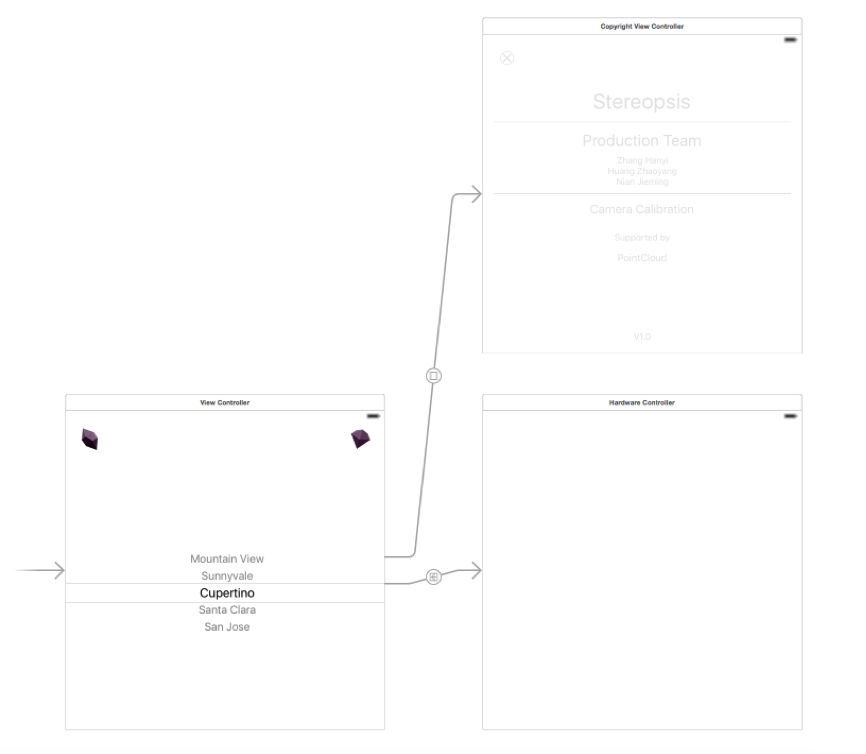 Copyright View Controller
Stereopsis
Production Team
Zhang Hanyi
Huang Zhaoyang
Nian Jieming
Camera Calibration
Supported by
PointCloud
V1.0
View Controller
Mountain View
Sunnyvale
Cupertino
Santa Clara
San Jose
Hardware Controller